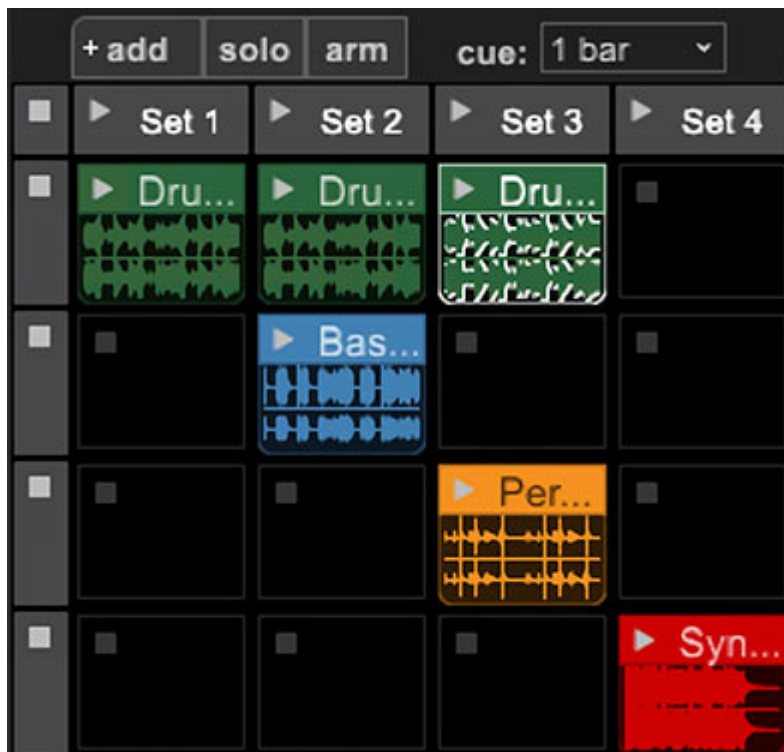 + add solo arm cue: 1 bar
Set 1 Set 2 Set 3 Set 4
Dru... Dru... Dru...
Bas...
Per...
Syn...